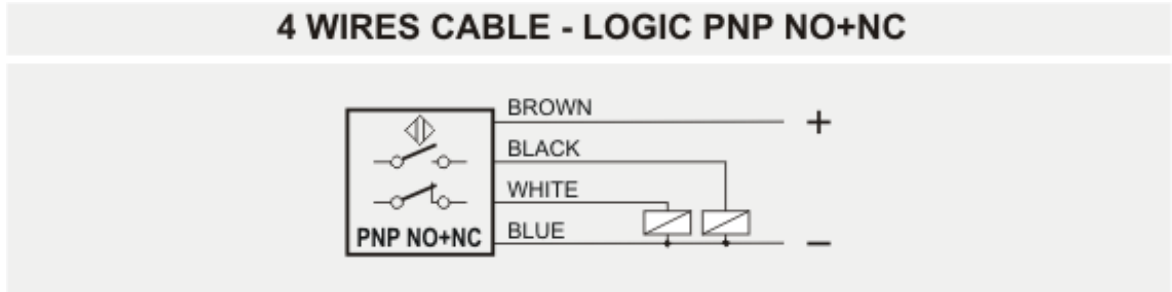 4 WIRES CABLE - LOGIC PNP NO+NC
BROWN
+
BLACK
WHITE
BLUE
PNP NO+NC
−